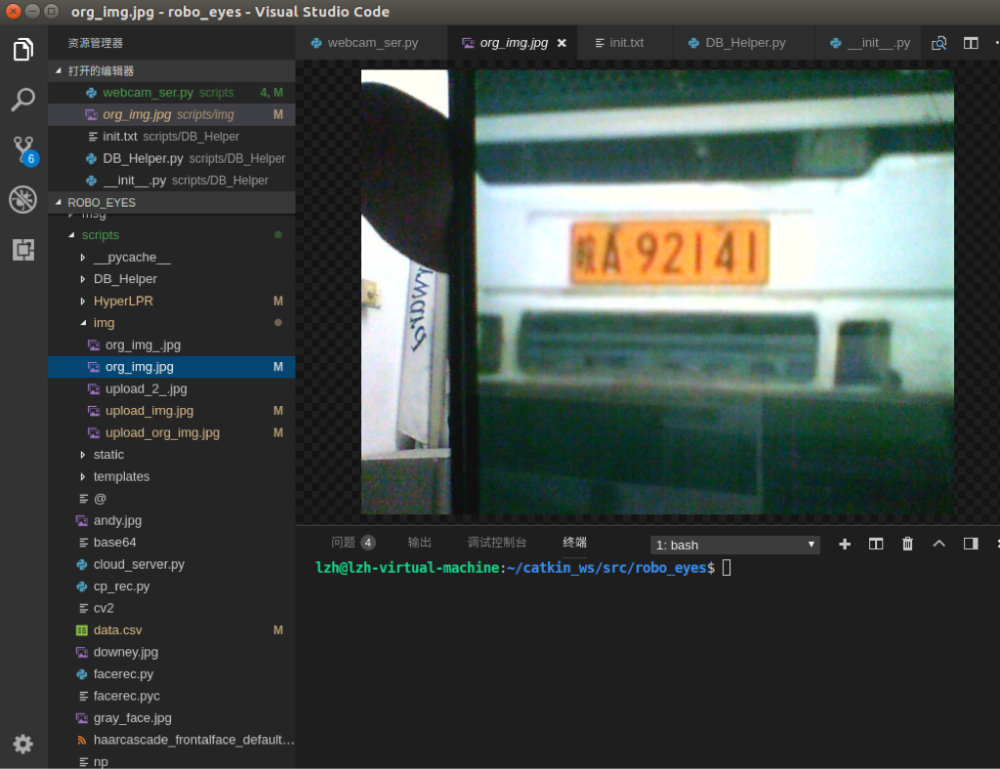 org_img.jpg - robo_eyes - Visual Studio Code
资源管理器
打开的编辑器
webcam_ser.py scripts 4, M
org_img.jpg scripts/img M
init.txt scripts/DB_Helper
DB_Helper.py scripts/DB_Helper
__init__.py scripts/DB_Helper
ROBO_EYES
msg
scripts
__pycache__
DB_Helper
HyperLPR M
img
org_img_.jpg
org_img.jpg M
upload_2_.jpg
upload_img.jpg M
upload_org_img.jpg M
static
templates
@
andy.jpg
base64
cloud_server.py
cp_rec.py
cv2
data.csv M
downey.jpg
facerec.py
facerec.pyc
gray_face.jpg
haarcascade_frontalface_default...
np
6
webcam_ser.py
org_img.jpg
init.txt
DB_Helper.py
__init__.py
皖A·92141
问题 4 输出 调试控制台 终端
1: bash
lzh@lzh-virtual-machine:~/catkin_ws/src/robo_eyes$